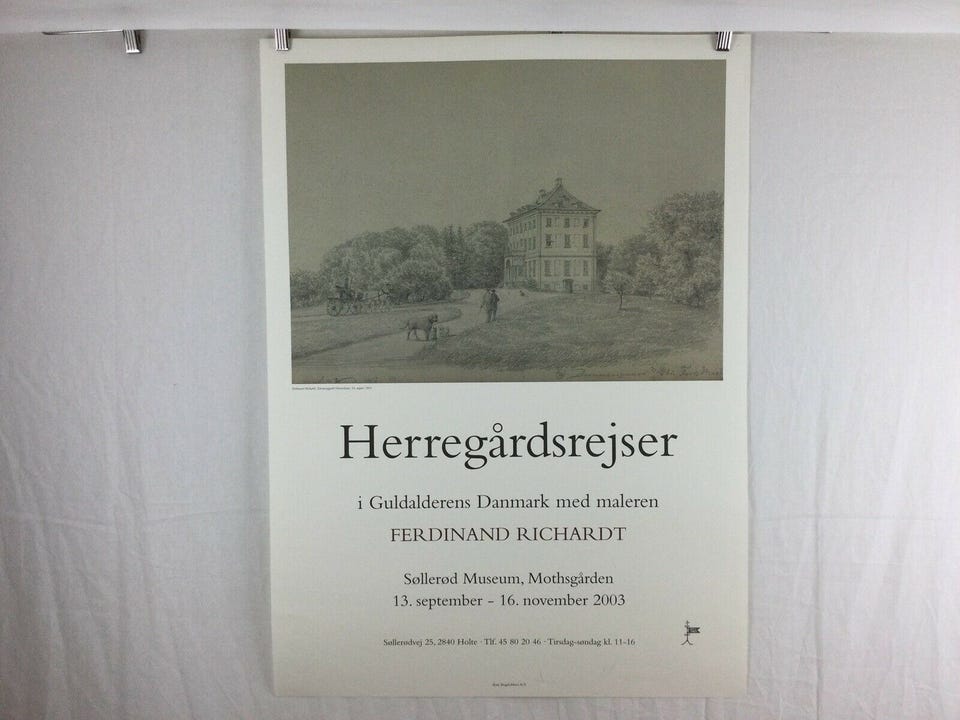 Herregårdsrejser
i Guldalderens Danmark med maleren
FERDINAND RICHARDT
Søllerød Museum, Mothsgården
13. september - 16. november 2003
Søllerødvej 25, 2840 Holte · Tlf. 45 80 20 46 · Tirsdag-søndag kl. 11-16